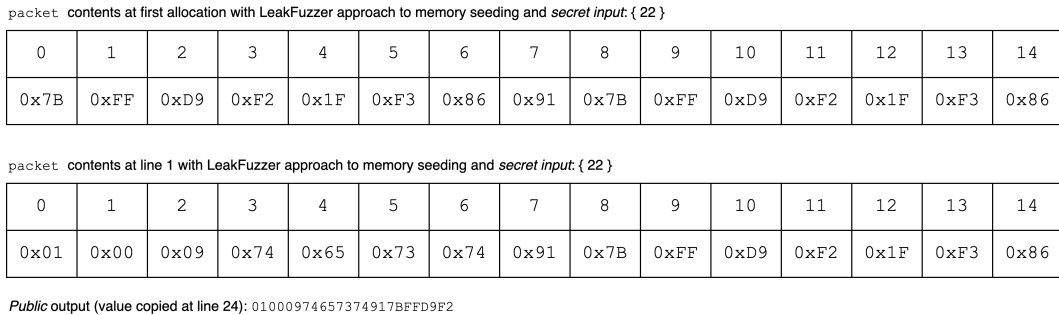 packet contents at first allocation with LeakFuzzer approach to memory seeding and secret input: { 22 }
0 1 2 3 4 5 6 7 8 9 10 11 12 13 14
0x7B 0xFF 0xD9 0xF2 0x1F 0xF3 0x86 0x91 0x7B 0xFF 0xD9 0xF2 0x1F 0xF3 0x86
packet contents at line 1 with LeakFuzzer approach to memory seeding and secret input: { 22 }
0 1 2 3 4 5 6 7 8 9 10 11 12 13 14
0x01 0x00 0x09 0x74 0x65 0x73 0x74 0x91 0x7B 0xFF 0xD9 0xF2 0x1F 0xF3 0x86
Public output (value copied at line 24): 01000974657374917BFFD9F2